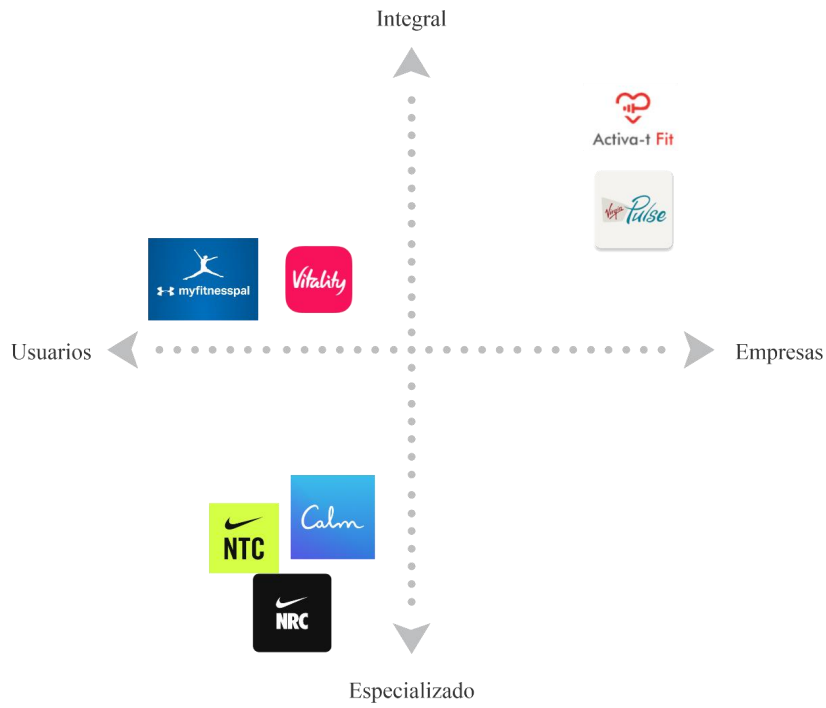 Integral
Activa-t Fit
Virgin
Pulse
myfitnesspal
Vitality
Usuarios
Empresas
Calm
NTC
NRC
Especializado